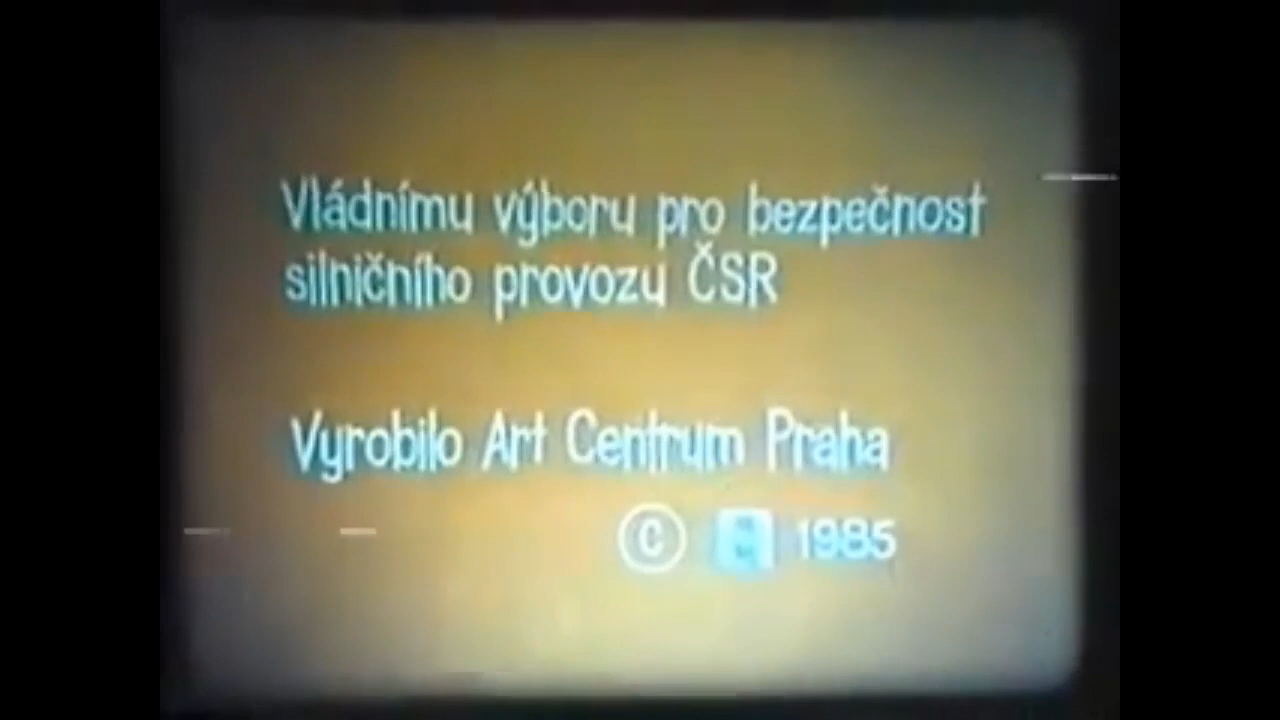 Vládnímu výboru pro bezpečnost
silničního provozu ČSR
Vyrobilo Art Centrum Praha
© 1985